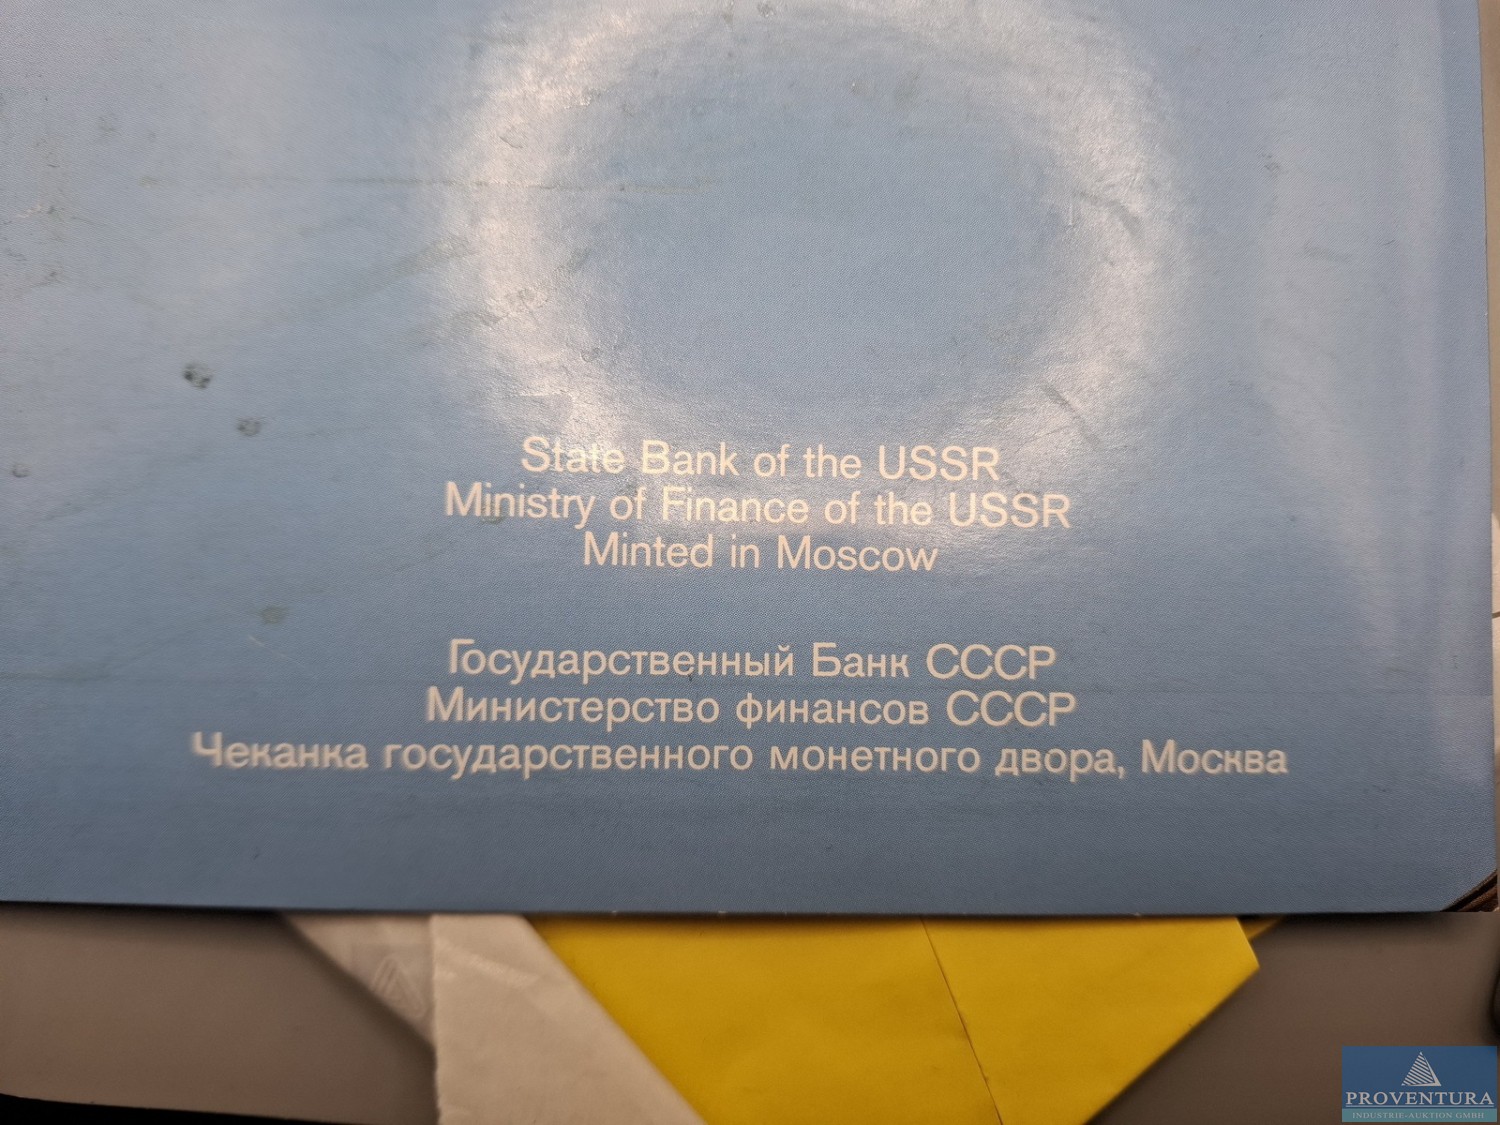 State Bank of the USSR
Ministry of Finance of the USSR
Minted in Moscow
Государственный Банк СССР
Министерство финансов СССР
Чеканка государственного монетного двора, Москва
PROVENTURA
INDUSTRIE-AUKTION GMBH